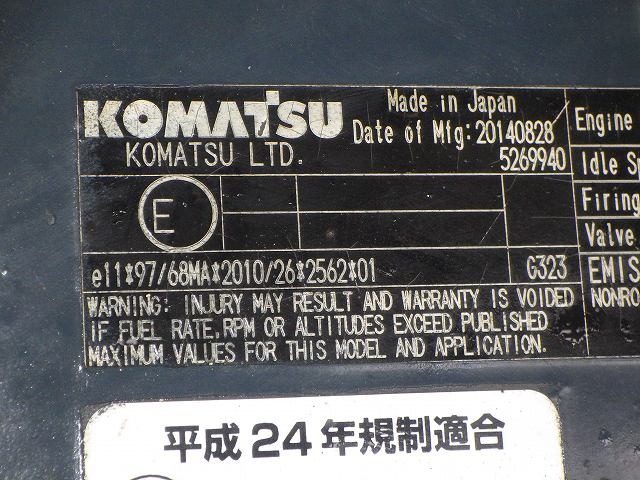 KOMATSU
KOMATSU LTD.
Made in Japan
Date of Mfg: 20140828
5269940
E
e11*97/68MA*2010/26*2562*01
G323
WARNING: INJURY MAY RESULT AND WARRANTY IS VOIDED
IF FUEL RATE,RPM OR ALTITUDES EXCEED PUBLISHED
MAXIMUM VALUES FOR THIS MODEL AND APPLICATION.
Engine
Idle Sp
Firing
Valve
EMIS
NONRO
平成24年規制適合